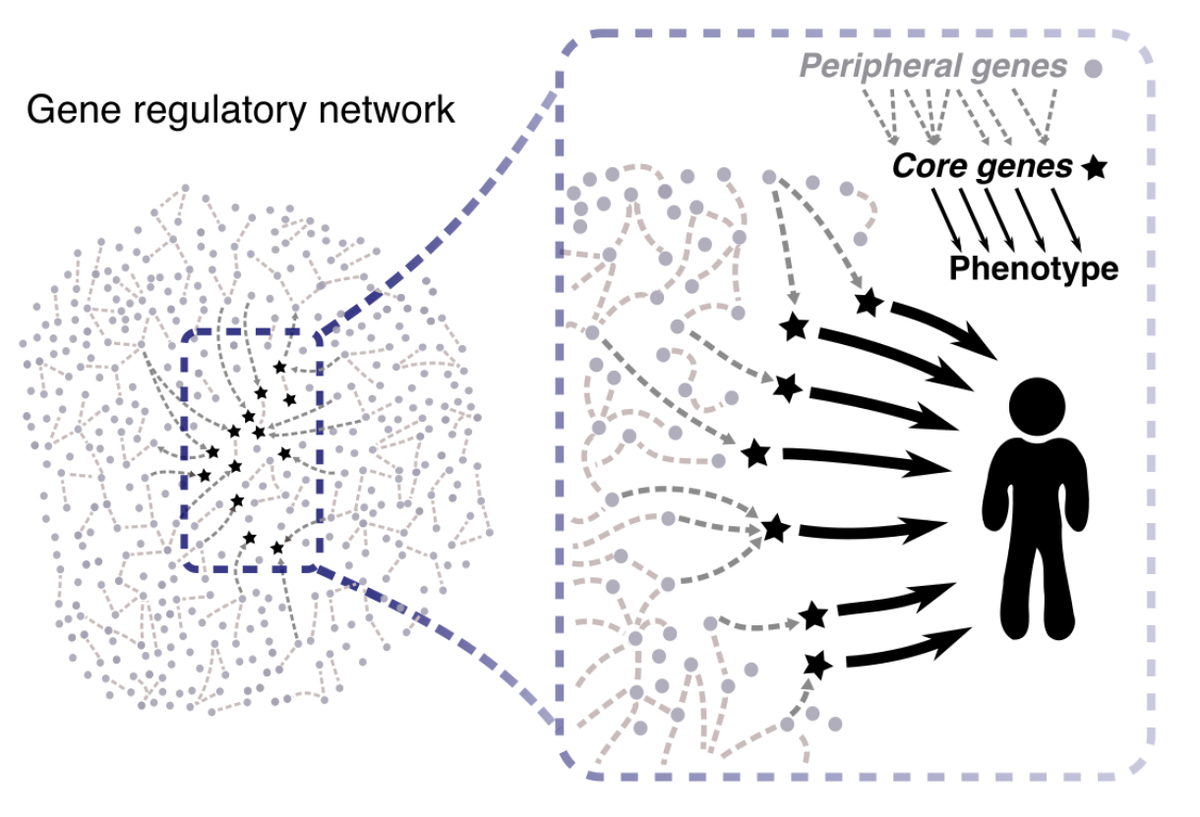 Gene regulatory network
Peripheral genes
Core genes
Phenotype